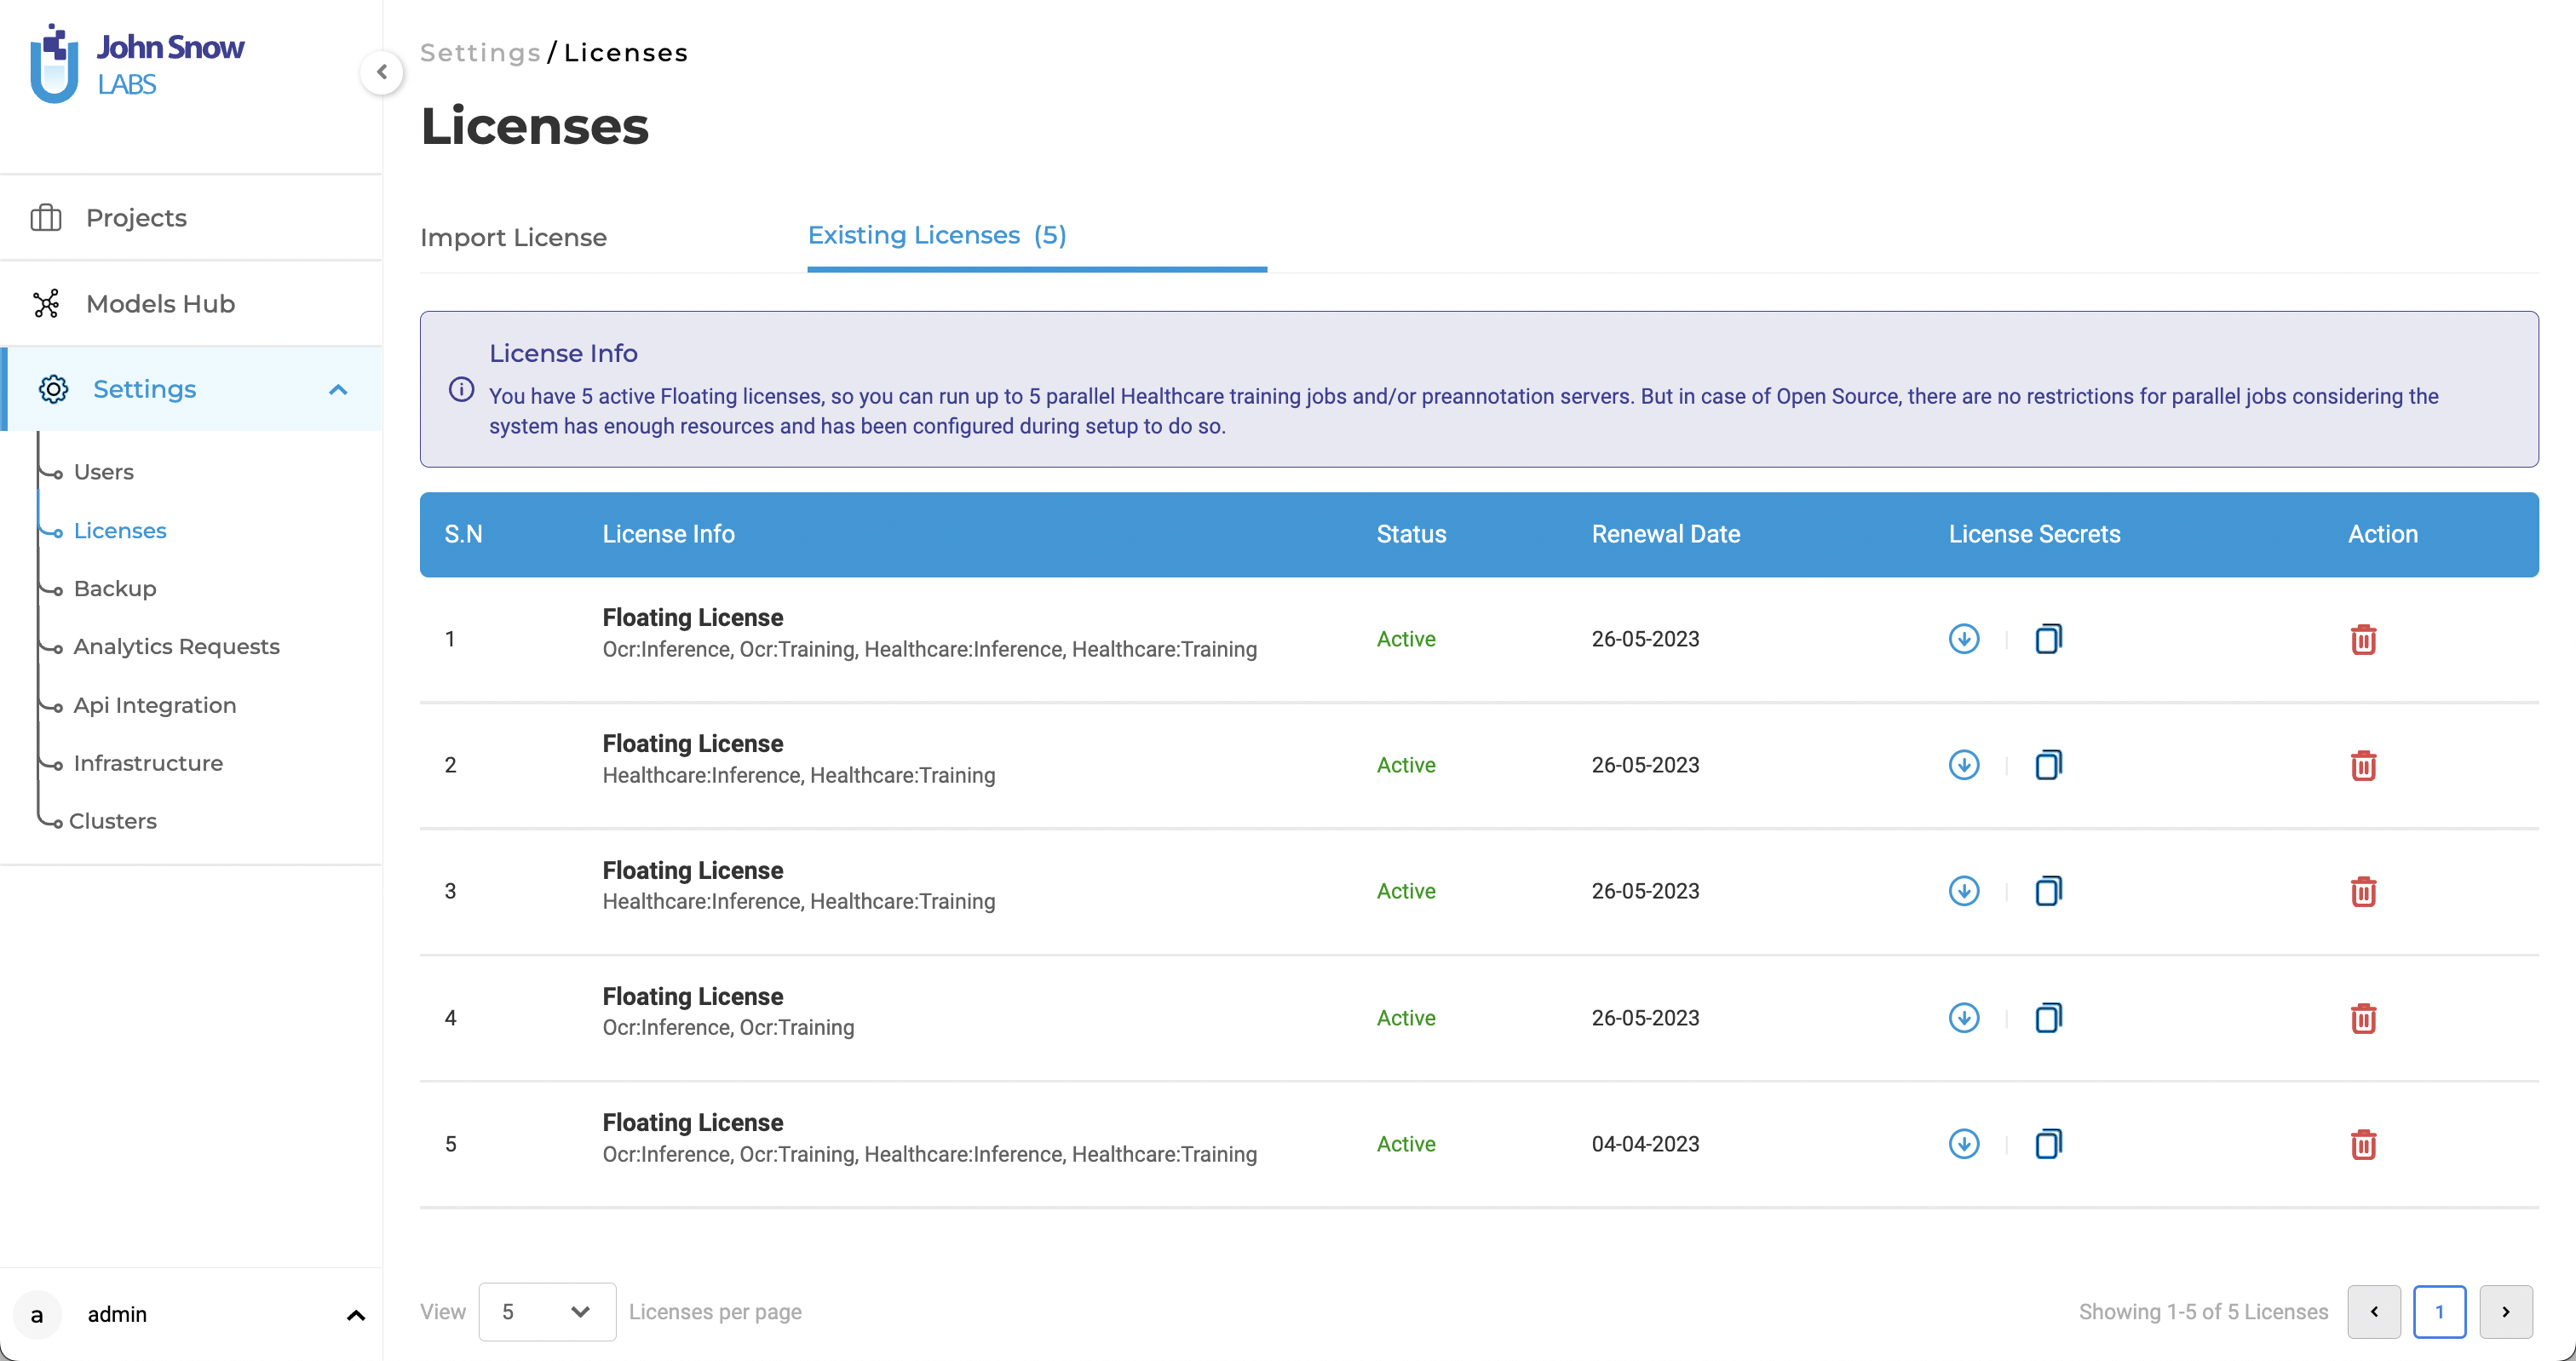 John Snow
LABS
Projects
Models Hub
Settings
Users
Licenses
Backup
Analytics Requests
Api Integration
Infrastructure
Clusters
a admin
Settings / Licenses
Licenses
Import License Existing Licenses (5)
License Info
You have 5 active Floating licenses, so you can run up to 5 parallel Healthcare training jobs and/or preannotation servers. But in case of Open Source, there are no restrictions for parallel jobs considering the
system has enough resources and has been configured during setup to do so.
S.N License Info Status Renewal Date License Secrets Action
Floating License
1 Ocr:Inference, Ocr:Training, Healthcare:Inference, Healthcare:Training Active 26-05-2023
Floating License
2 Healthcare:Inference, Healthcare:Training Active 26-05-2023
Floating License
3 Healthcare:Inference, Healthcare:Training Active 26-05-2023
Floating License
4 Ocr:Inference, Ocr:Training Active 26-05-2023
Floating License
5 Ocr:Inference, Ocr:Training, Healthcare:Inference, Healthcare:Training Active 04-04-2023
View 5 Licenses per page Showing 1-5 of 5 Licenses 1